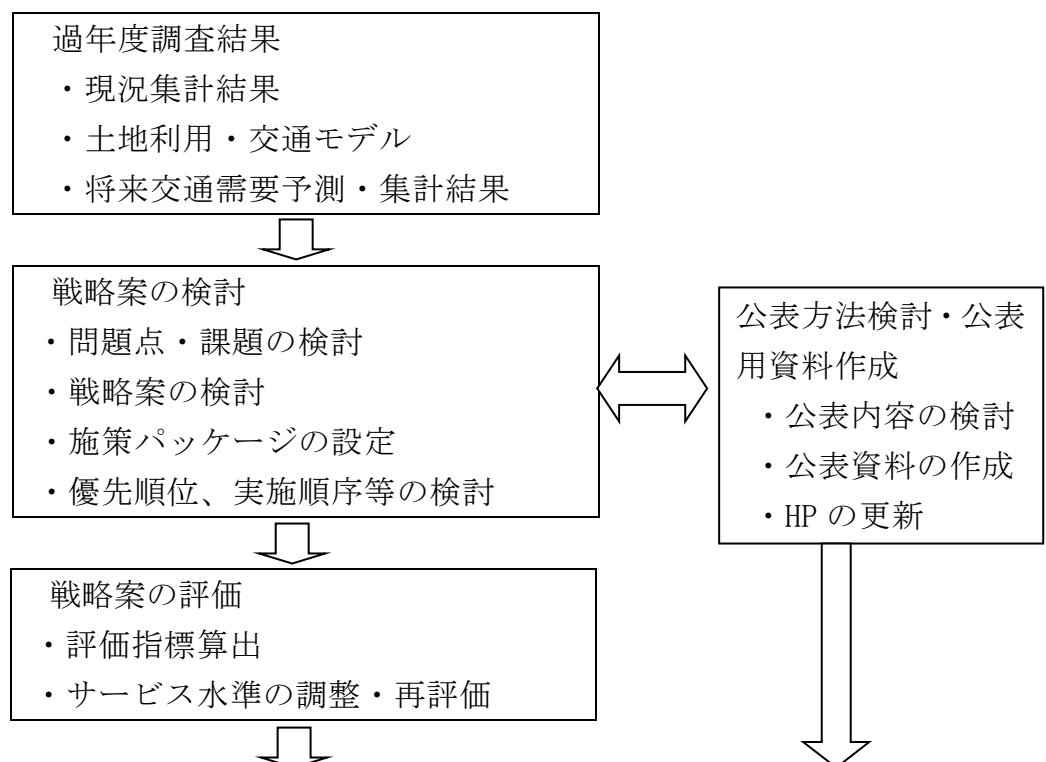 過年度調査結果
・現況集計結果
・土地利用・交通モデル
・将来交通需要予測・集計結果
戦略案の検討
・問題点・課題の検討
・戦略案の検討
・施策パッケージの設定
・優先順位、実施順序等の検討
公表方法検討・公表
用資料作成
・公表内容の検討
・公表資料の作成
・HP の更新
戦略案の評価
・評価指標算出
・サービス水準の調整・再評価